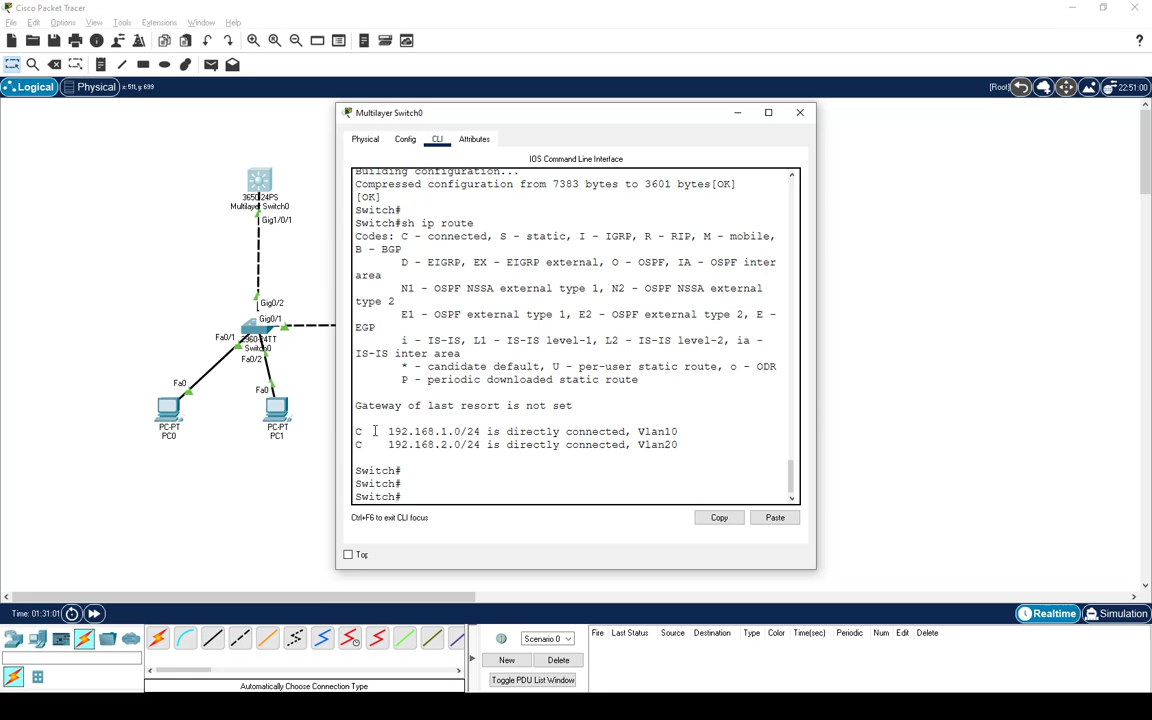 Cisco Packet Tracer
File Edit Options View Tools Extensions Window Help
Logical Physical x: 511, y: 699 [Root] 22:51:00
Multilayer Switch0
Physical Config CLI Attributes
IOS Command Line Interface
Building configuration...
Compressed configuration from 7383 bytes to 3601 bytes[OK]
[OK]
Switch#
Switch#sh ip route
Codes: C - connected, S - static, I - IGRP, R - RIP, M - mobile,
B - BGP
D - EIGRP, EX - EIGRP external, O - OSPF, IA - OSPF inter
area
N1 - OSPF NSSA external type 1, N2 - OSPF NSSA external
type 2
E1 - OSPF external type 1, E2 - OSPF external type 2, E -
EGP
i - IS-IS, L1 - IS-IS level-1, L2 - IS-IS level-2, ia -
IS-IS inter area
* - candidate default, U - per-user static route, o - ODR
P - periodic downloaded static route
Gateway of last resort is not set
C 192.168.1.0/24 is directly connected, Vlan10
C 192.168.2.0/24 is directly connected, Vlan20
Switch#
Switch#
Switch#
Ctrl+F6 to exit CLI focus
Copy Paste
Top
3650-24PS
Multilayer Switch0
Gig1/0/1
Gig0/2
Gig0/1
Fa0/1
2960-24TT
Switch0
Fa0/2
Fa0
Fa0
PC-PT
PC0
PC-PT
PC1
Time: 01:31:01 Realtime Simulation
Scenario 0
New Delete
Toggle PDU List Window
Fire Last Status Source Destination Type Color Time(sec) Periodic Num Edit Delete
Automatically Choose Connection Type